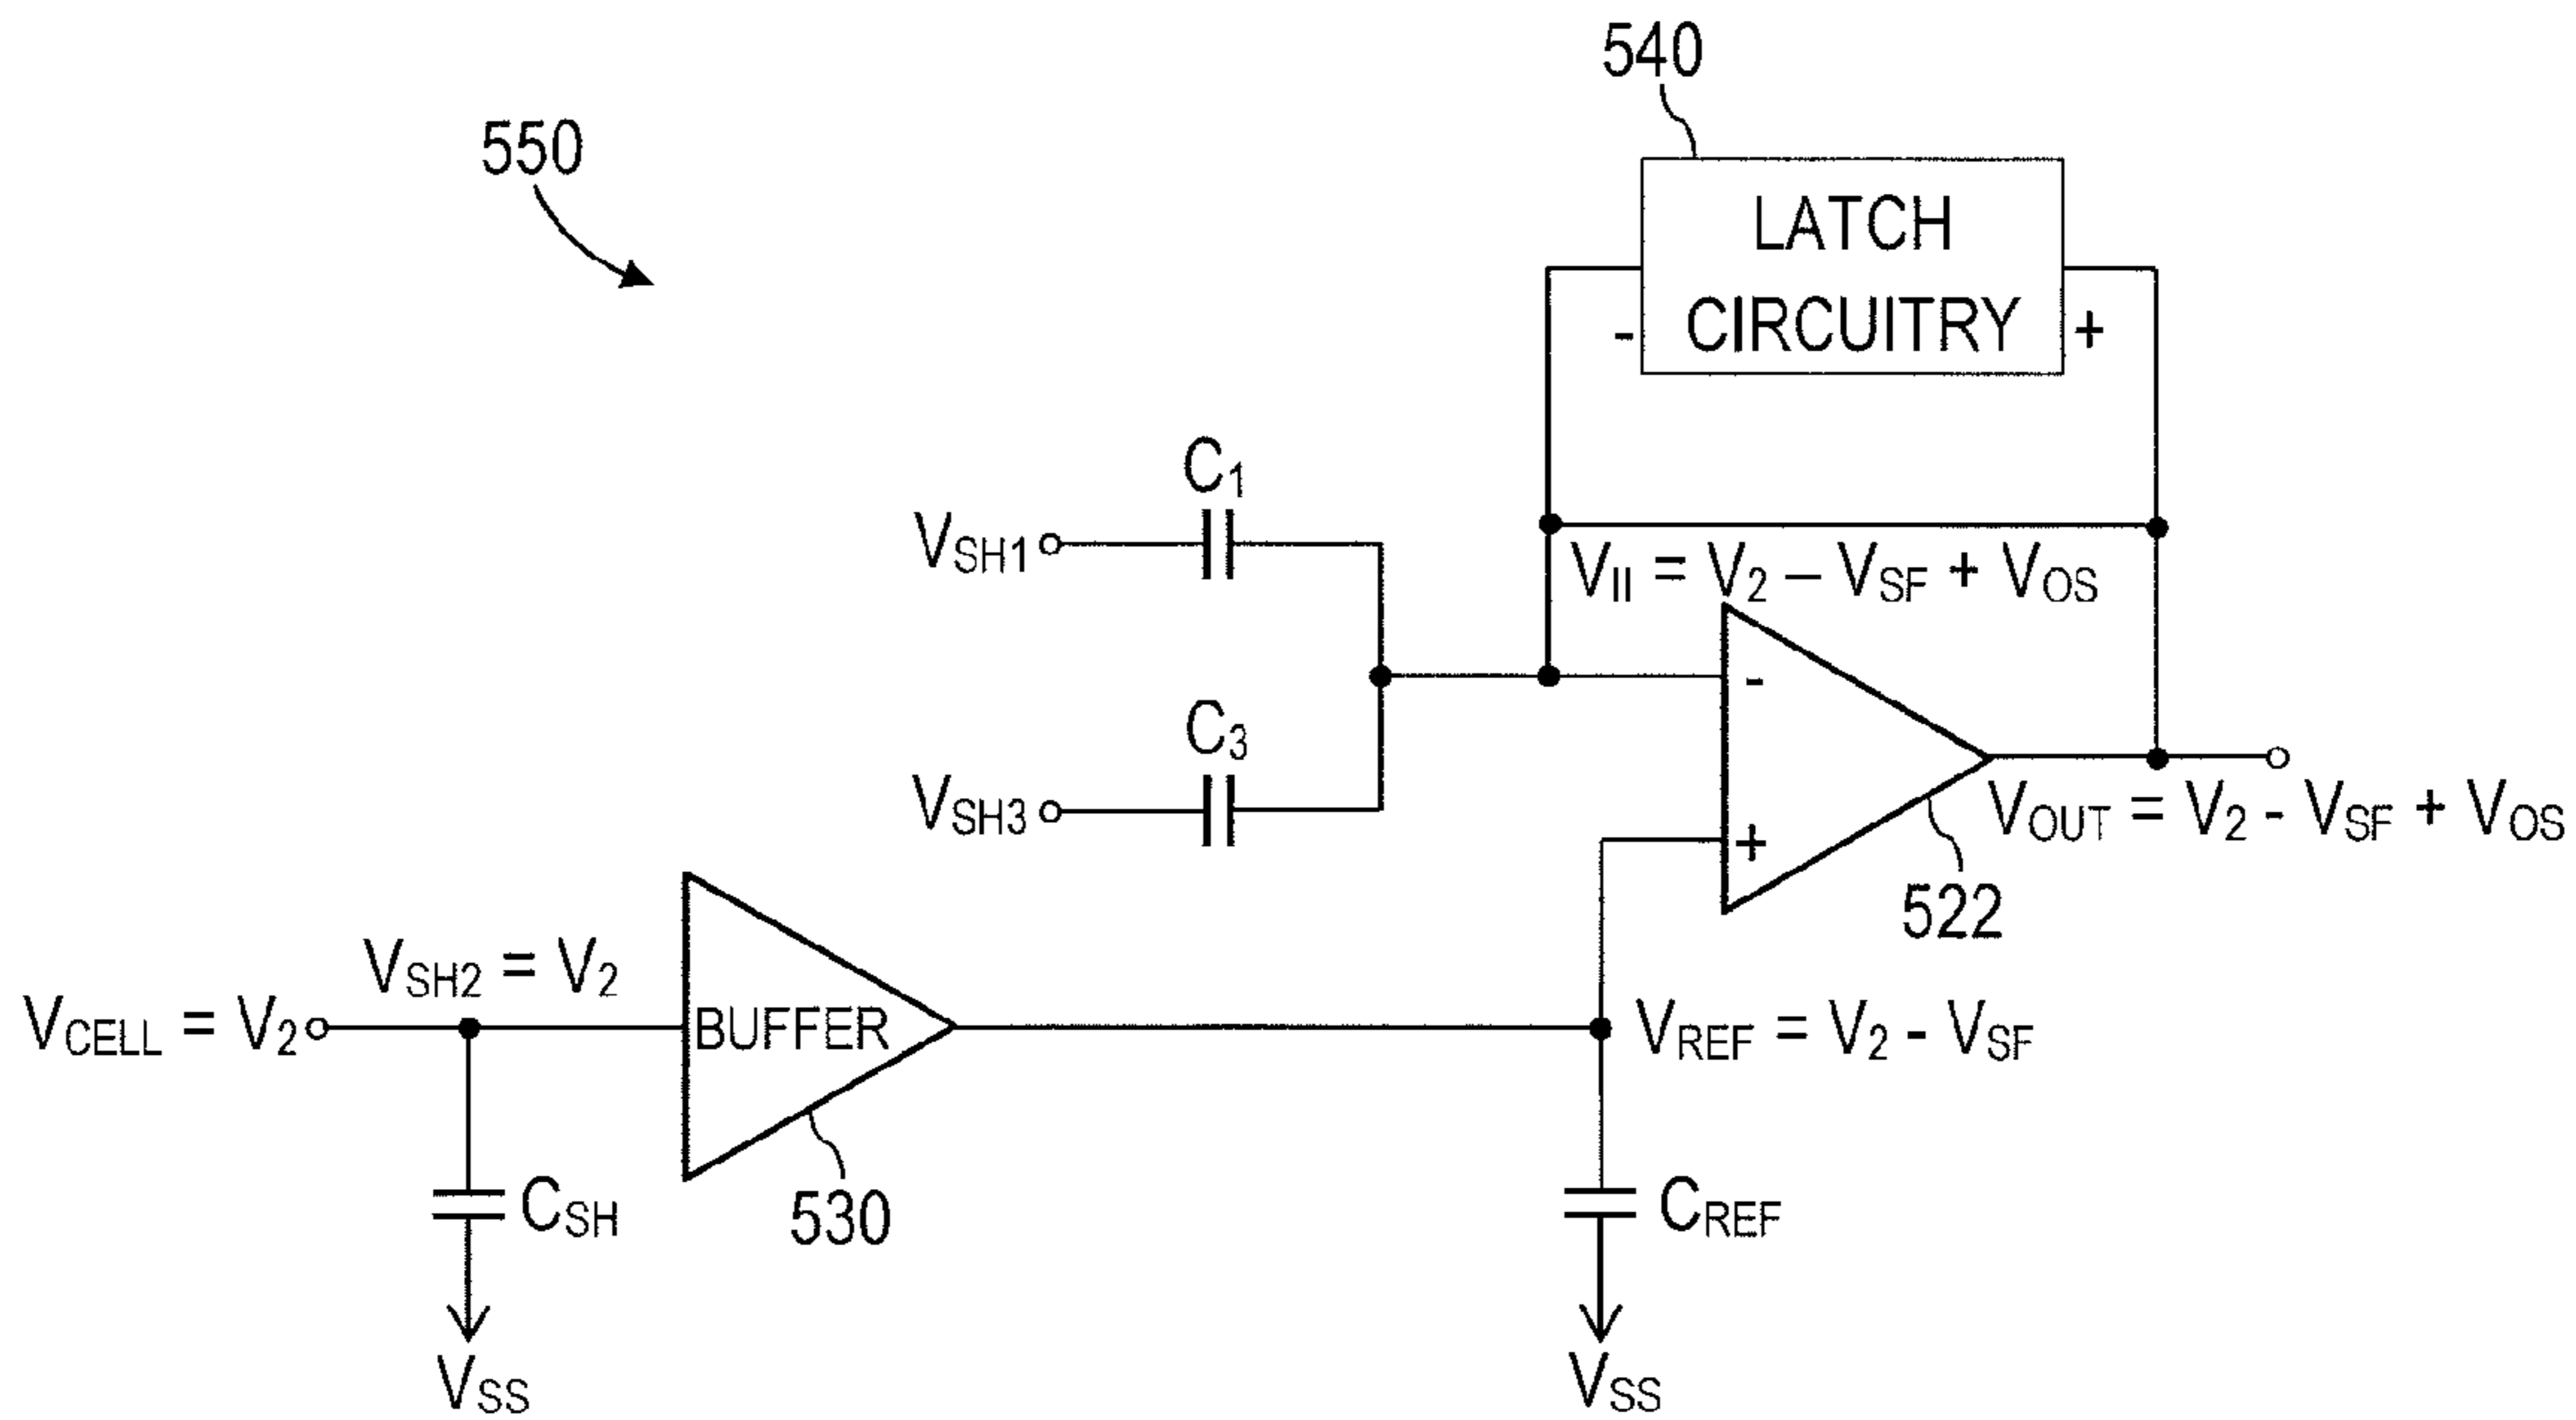 540
550
LATCH
CIRCUITRY
- +
C1
VSH1
VII = V2 – VSF + VOS
-
C3
VSH3
VOUT = V2 - VSF + VOS
+
522
VSH2 = V2
VCELL = V2
BUFFER
VREF = V2 - VSF
CSH
530
CREF
VSS
VSS